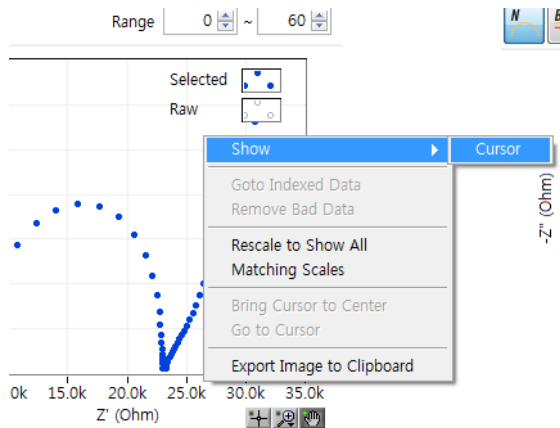 Range 0 ~ 60
N
Selected
Raw
Show Cursor
Goto Indexed Data
Remove Bad Data
Rescale to Show All
Matching Scales
Bring Cursor to Center
Go to Cursor
Export Image to Clipboard
-Z" (Ohm)
0k 15.0k 20.0k 25.0k 30.0k 35.0k
Z' (Ohm)